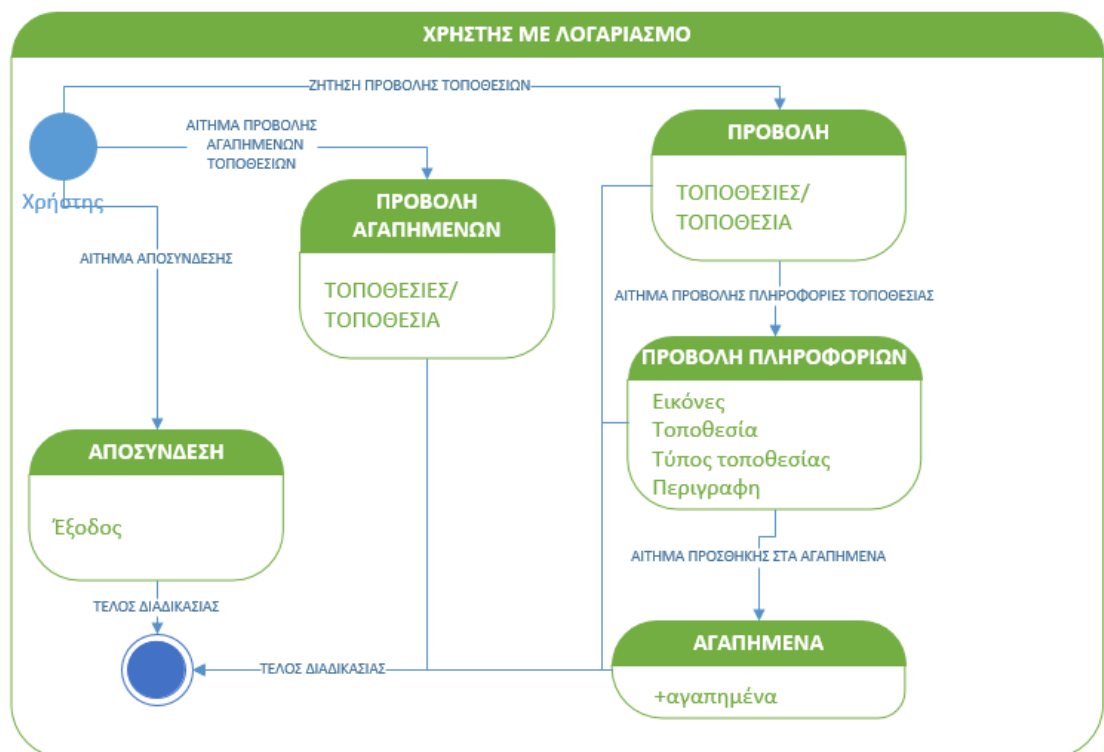 ΧΡΗΣΤΗΣ ΜΕ ΛΟΓΑΡΙΑΣΜΟ
ΖΗΤΗΣΗ ΠΡΟΒΟΛΗΣ ΤΟΠΟΘΕΣΙΩΝ
ΑΙΤΗΜΑ ΠΡΟΒΟΛΗΣ
ΑΓΑΠΗΜΕΝΩΝ
ΤΟΠΟΘΕΣΙΩΝ
Χρήστης
ΠΡΟΒΟΛΗ
ΤΟΠΟΘΕΣΙΕΣ/
ΤΟΠΟΘΕΣΙΑ
ΠΡΟΒΟΛΗ
ΑΓΑΠΗΜΕΝΩΝ
ΤΟΠΟΘΕΣΙΕΣ/
ΤΟΠΟΘΕΣΙΑ
ΑΙΤΗΜΑ ΑΠΟΣΥΝΔΕΣΗΣ
ΑΙΤΗΜΑ ΠΡΟΒΟΛΗΣ ΠΛΗΡΟΦΟΡΙΕΣ ΤΟΠΟΘΕΣΙΑΣ
ΠΡΟΒΟΛΗ ΠΛΗΡΟΦΟΡΙΩΝ
Εικόνες
Τοποθεσία
Τύπος τοποθεσίας
Περιγραφη
ΑΠΟΣΥΝΔΕΣΗ
Έξοδος
ΑΙΤΗΜΑ ΠΡΟΣΘΗΚΗΣ ΣΤΑ ΑΓΑΠΗΜΕΝΑ
ΤΕΛΟΣ ΔΙΑΔΙΚΑΣΙΑΣ
ΑΓΑΠΗΜΕΝΑ
+αγαπημένα
ΤΕΛΟΣ ΔΙΑΔΙΚΑΣΙΑΣ